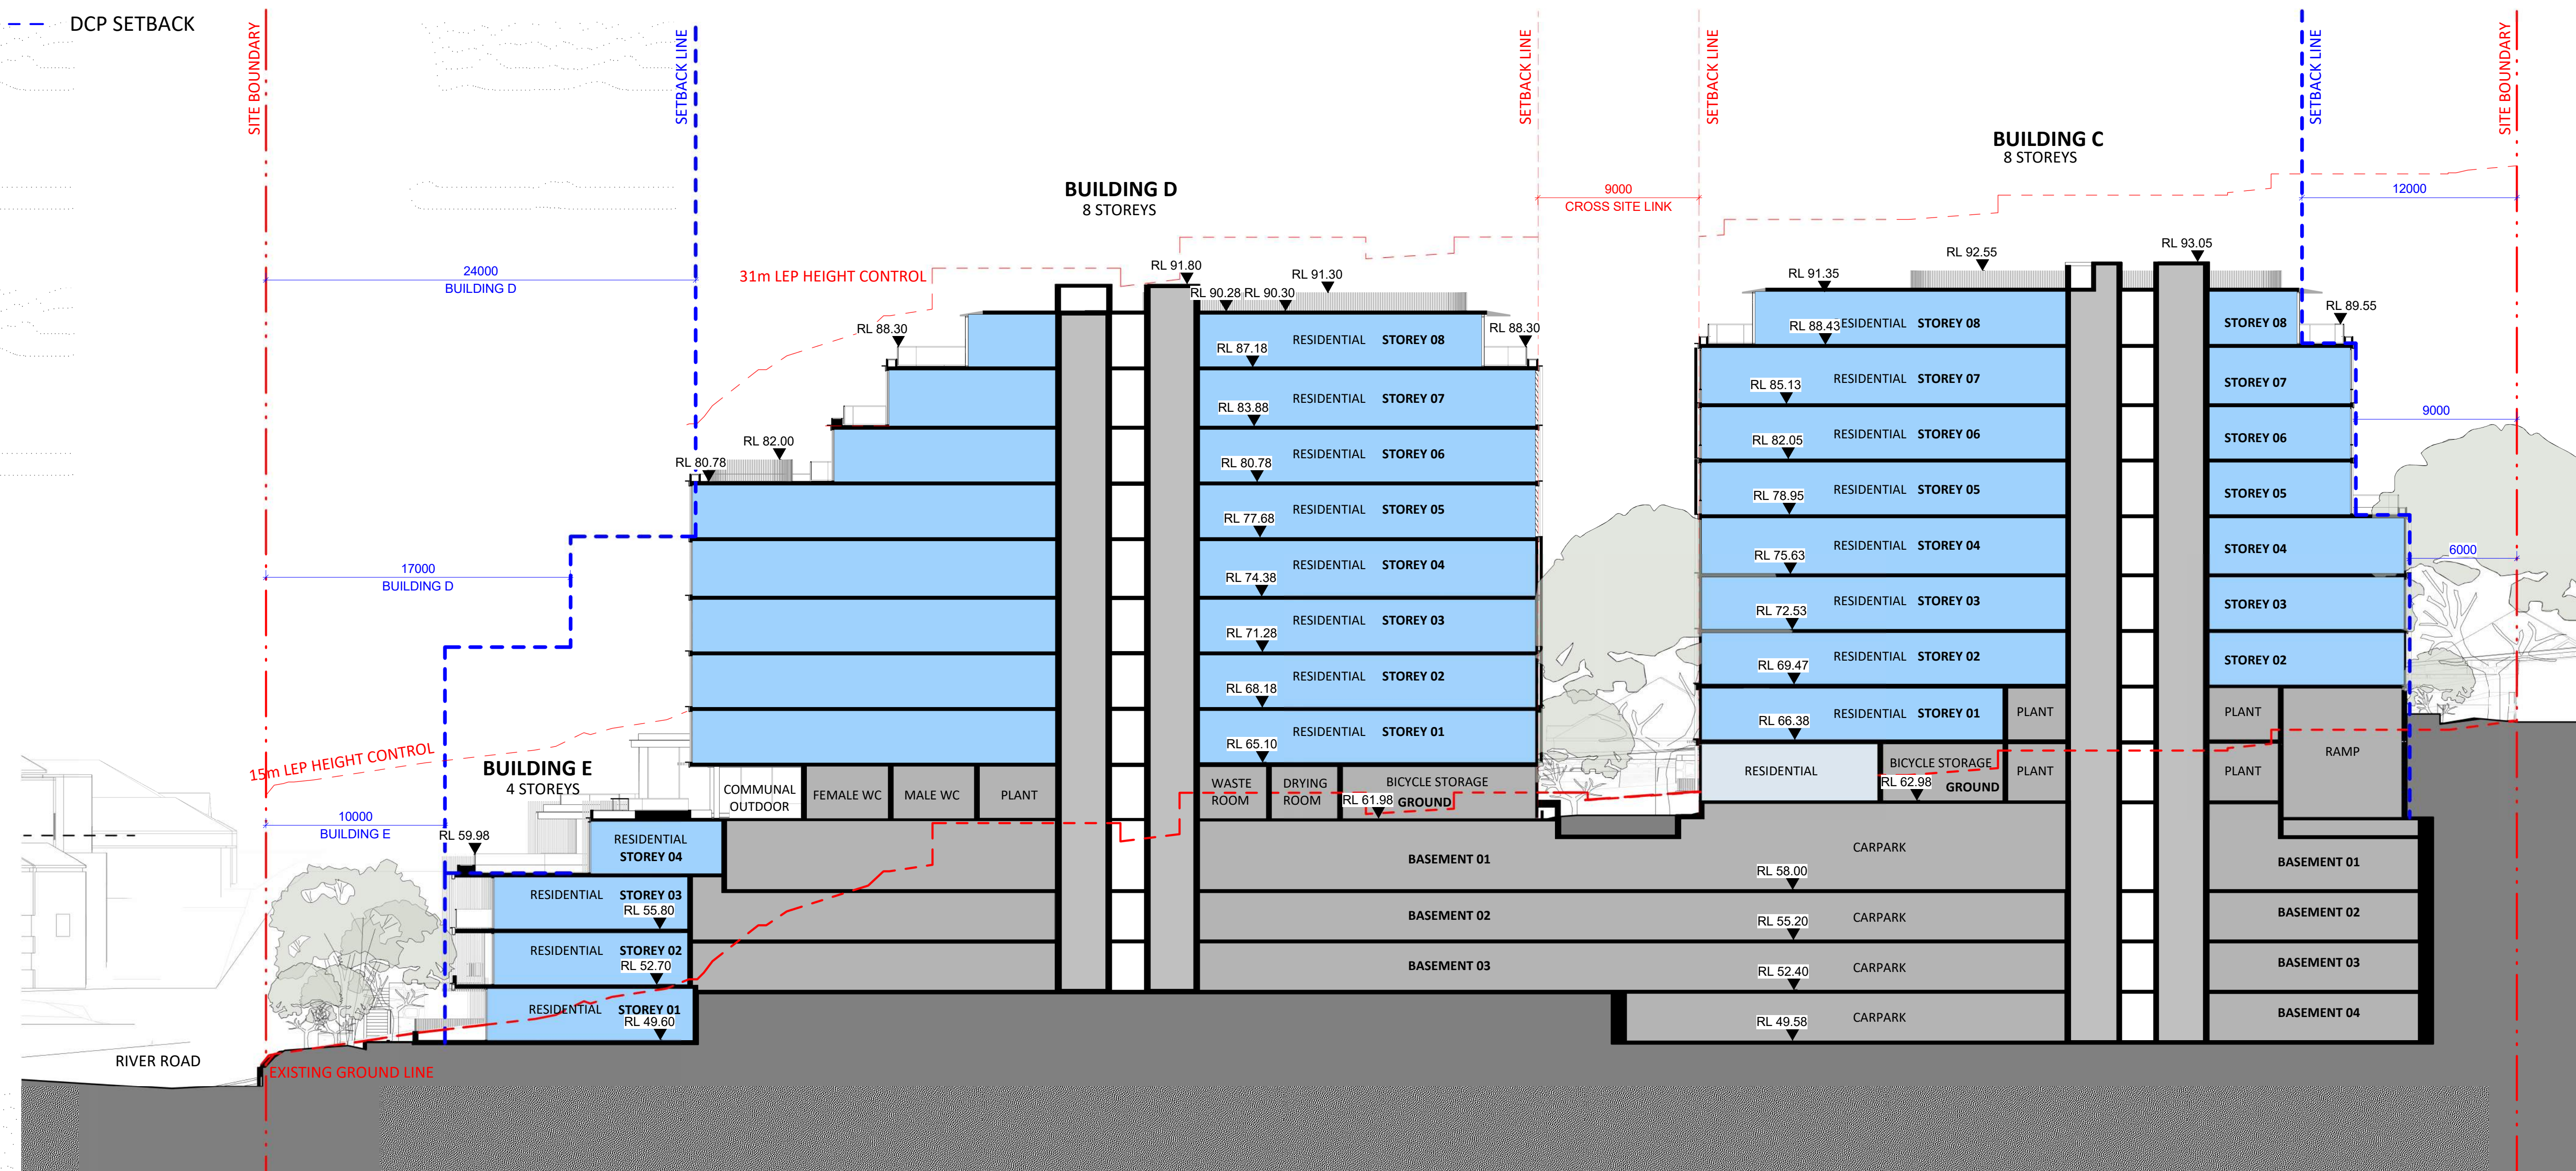 DCP SETBACK
SITE BOUNDARY
SETBACK LINE
SETBACK LINE
SETBACK LINE
SETBACK LINE
SITE BOUNDARY
BUILDING C
8 STOREYS
BUILDING D
8 STOREYS
9000
CROSS SITE LINK
12000
24000
BUILDING D
31m LEP HEIGHT CONTROL
RL 91.80
RL 91.30
RL 90.28
RL 90.30
RL 88.30
RL 88.30
RL 91.35
RL 92.55
RL 93.05
RL 89.55
RESIDENTIAL STOREY 08
RL 87.18
RESIDENTIAL STOREY 07
RL 83.88
RESIDENTIAL STOREY 06
RL 80.78
RESIDENTIAL STOREY 05
RL 77.68
RESIDENTIAL STOREY 04
RL 74.38
RESIDENTIAL STOREY 03
RL 71.28
RESIDENTIAL STOREY 02
RL 68.18
RESIDENTIAL STOREY 01
RL 65.10
RL 82.00
RL 80.78
17000
BUILDING D
15m LEP HEIGHT CONTROL
BUILDING E
4 STOREYS
10000
BUILDING E
RL 59.98
COMMUNAL
OUTDOOR
FEMALE WC
MALE WC
PLANT
WASTE
ROOM
DRYING
ROOM
BICYCLE STORAGE
RL 61.98 GROUND
RL 88.43 ESIDENTIAL STOREY 08
STOREY 08
RESIDENTIAL STOREY 07
RL 85.13
STOREY 07
9000
RESIDENTIAL STOREY 06
RL 82.05
STOREY 06
RESIDENTIAL STOREY 05
RL 78.95
STOREY 05
RESIDENTIAL STOREY 04
RL 75.63
STOREY 04
6000
RESIDENTIAL STOREY 03
RL 72.53
STOREY 03
RESIDENTIAL STOREY 02
RL 69.47
STOREY 02
RESIDENTIAL STOREY 01
RL 66.38
PLANT
PLANT
RAMP
RESIDENTIAL
BICYCLE STORAGE
RL 62.98 GROUND
PLANT
PLANT
RESIDENTIAL
STOREY 04
RESIDENTIAL STOREY 03
RL 55.80
RESIDENTIAL STOREY 02
RL 52.70
RESIDENTIAL STOREY 01
RL 49.60
BASEMENT 01
CARPARK
RL 58.00
BASEMENT 01
BASEMENT 02
RL 55.20
CARPARK
BASEMENT 02
BASEMENT 03
RL 52.40
CARPARK
BASEMENT 03
RL 49.58
CARPARK
BASEMENT 04
RIVER ROAD
EXISTING GROUND LINE